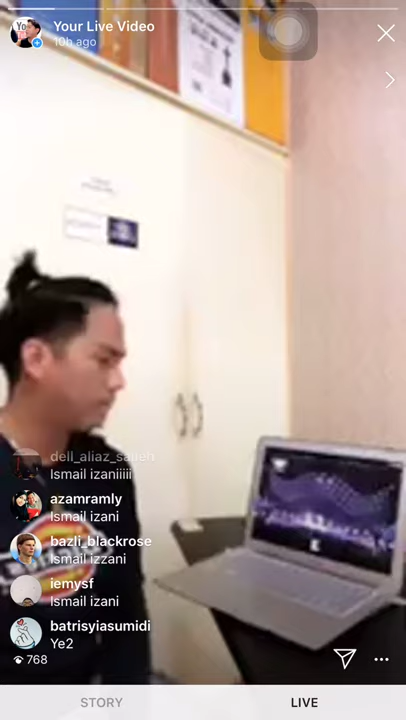 Your Live Video
10h ago
dell_aliaz_salleh
Ismail izaniiiii
azamramly
Ismail izani
bazli_blackrose
Ismail izzani
iemysf
Ismail izani
batrisyiasumidi
Ye2
768
STORY
LIVE